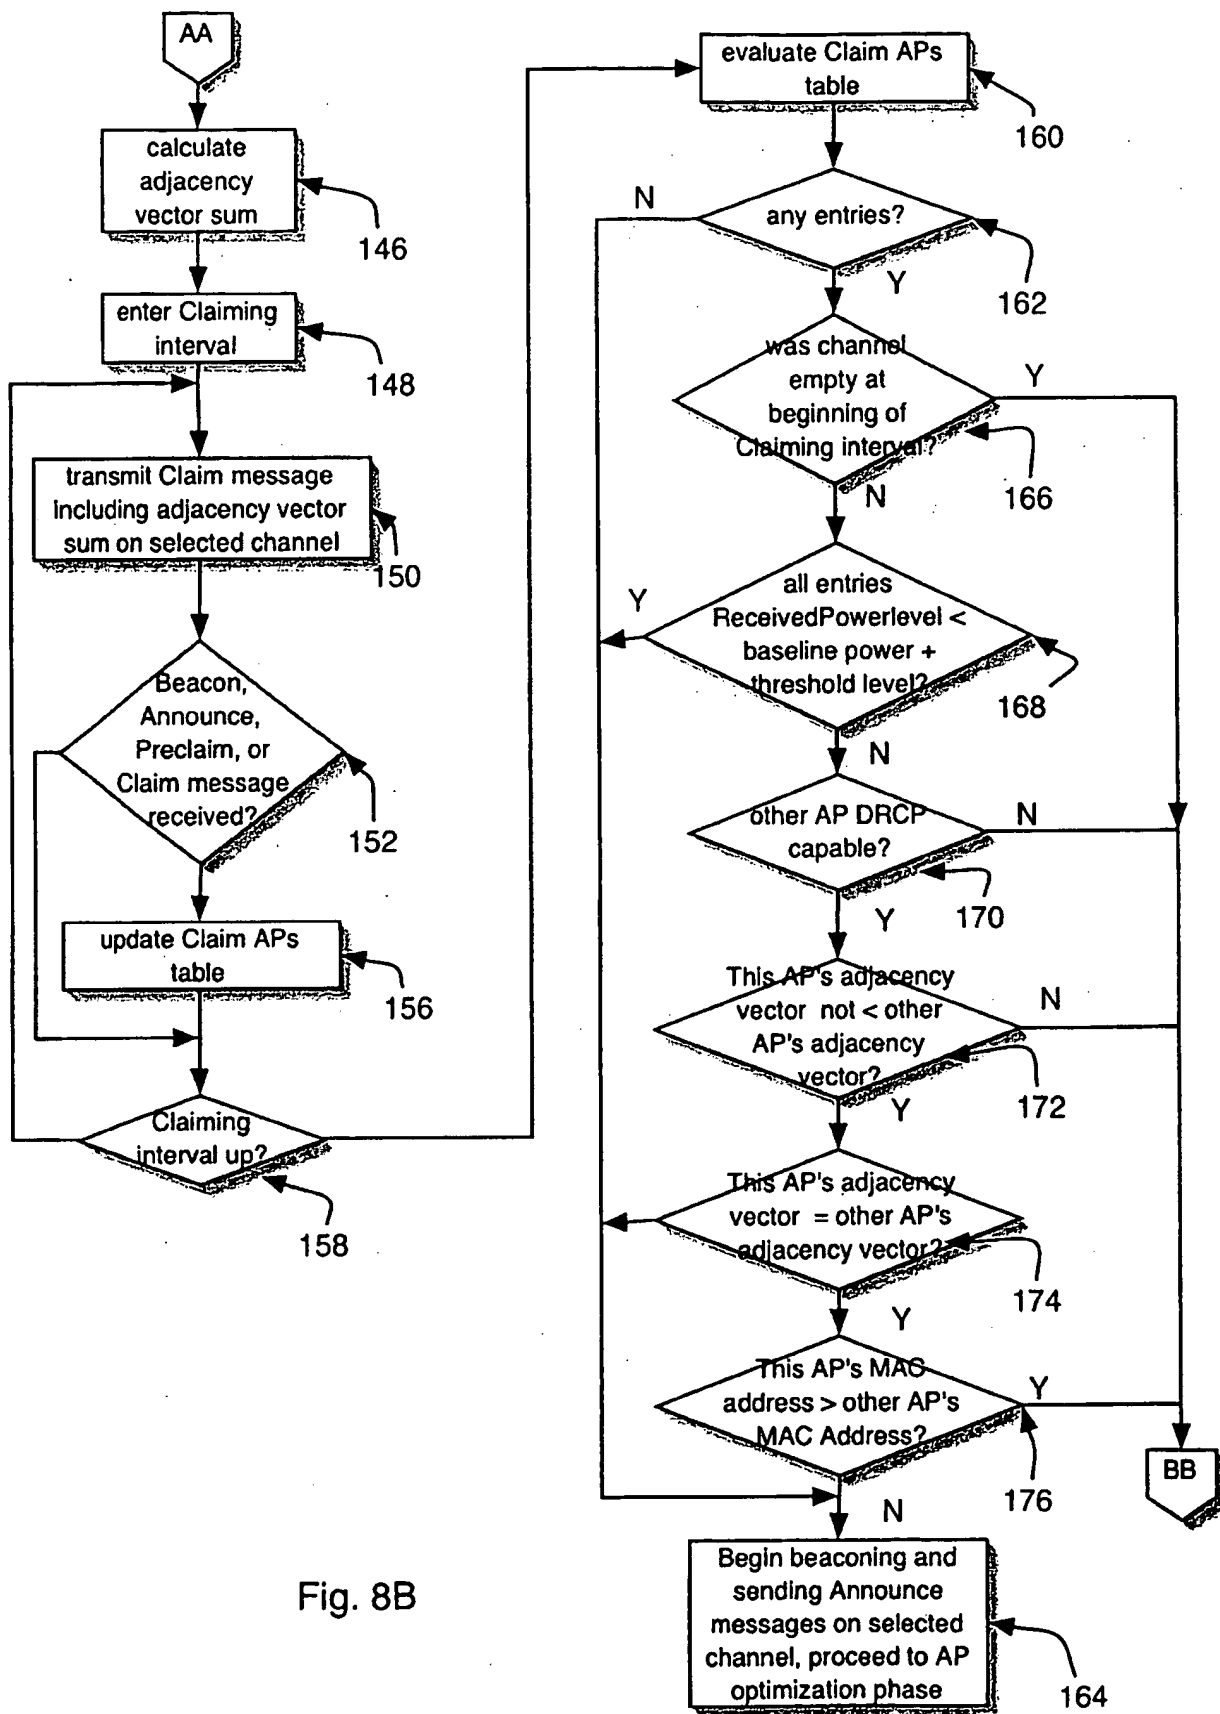 AA
calculate
adjacency
vector sum
146
enter Claiming
interval
148
transmit Claim message
including adjacency vector
sum on selected channel
150
Beacon,
Announce,
Preclaim, or
Claim message
received?
152
update Claim APs
table
156
Claiming
interval up?
158
evaluate Claim APs
table
160
any entries?
N
162
Y
was channel
empty at
beginning of
Claiming interval?
Y
166
N
all entries
ReceivedPowerlevel <
baseline power +
threshold level?
Y
168
N
other AP DRCP
capable?
N
170
Y
This AP's adjacency
vector not < other
AP's adjacency
vector?
N
172
Y
This AP's adjacency
vector = other AP's
adjacency vector?
174
Y
This AP's MAC
address > other AP's
MAC Address?
Y
176
BB
N
Begin beaconing and
sending Announce
messages on selected
channel, proceed to AP
optimization phase
164
Fig. 8B